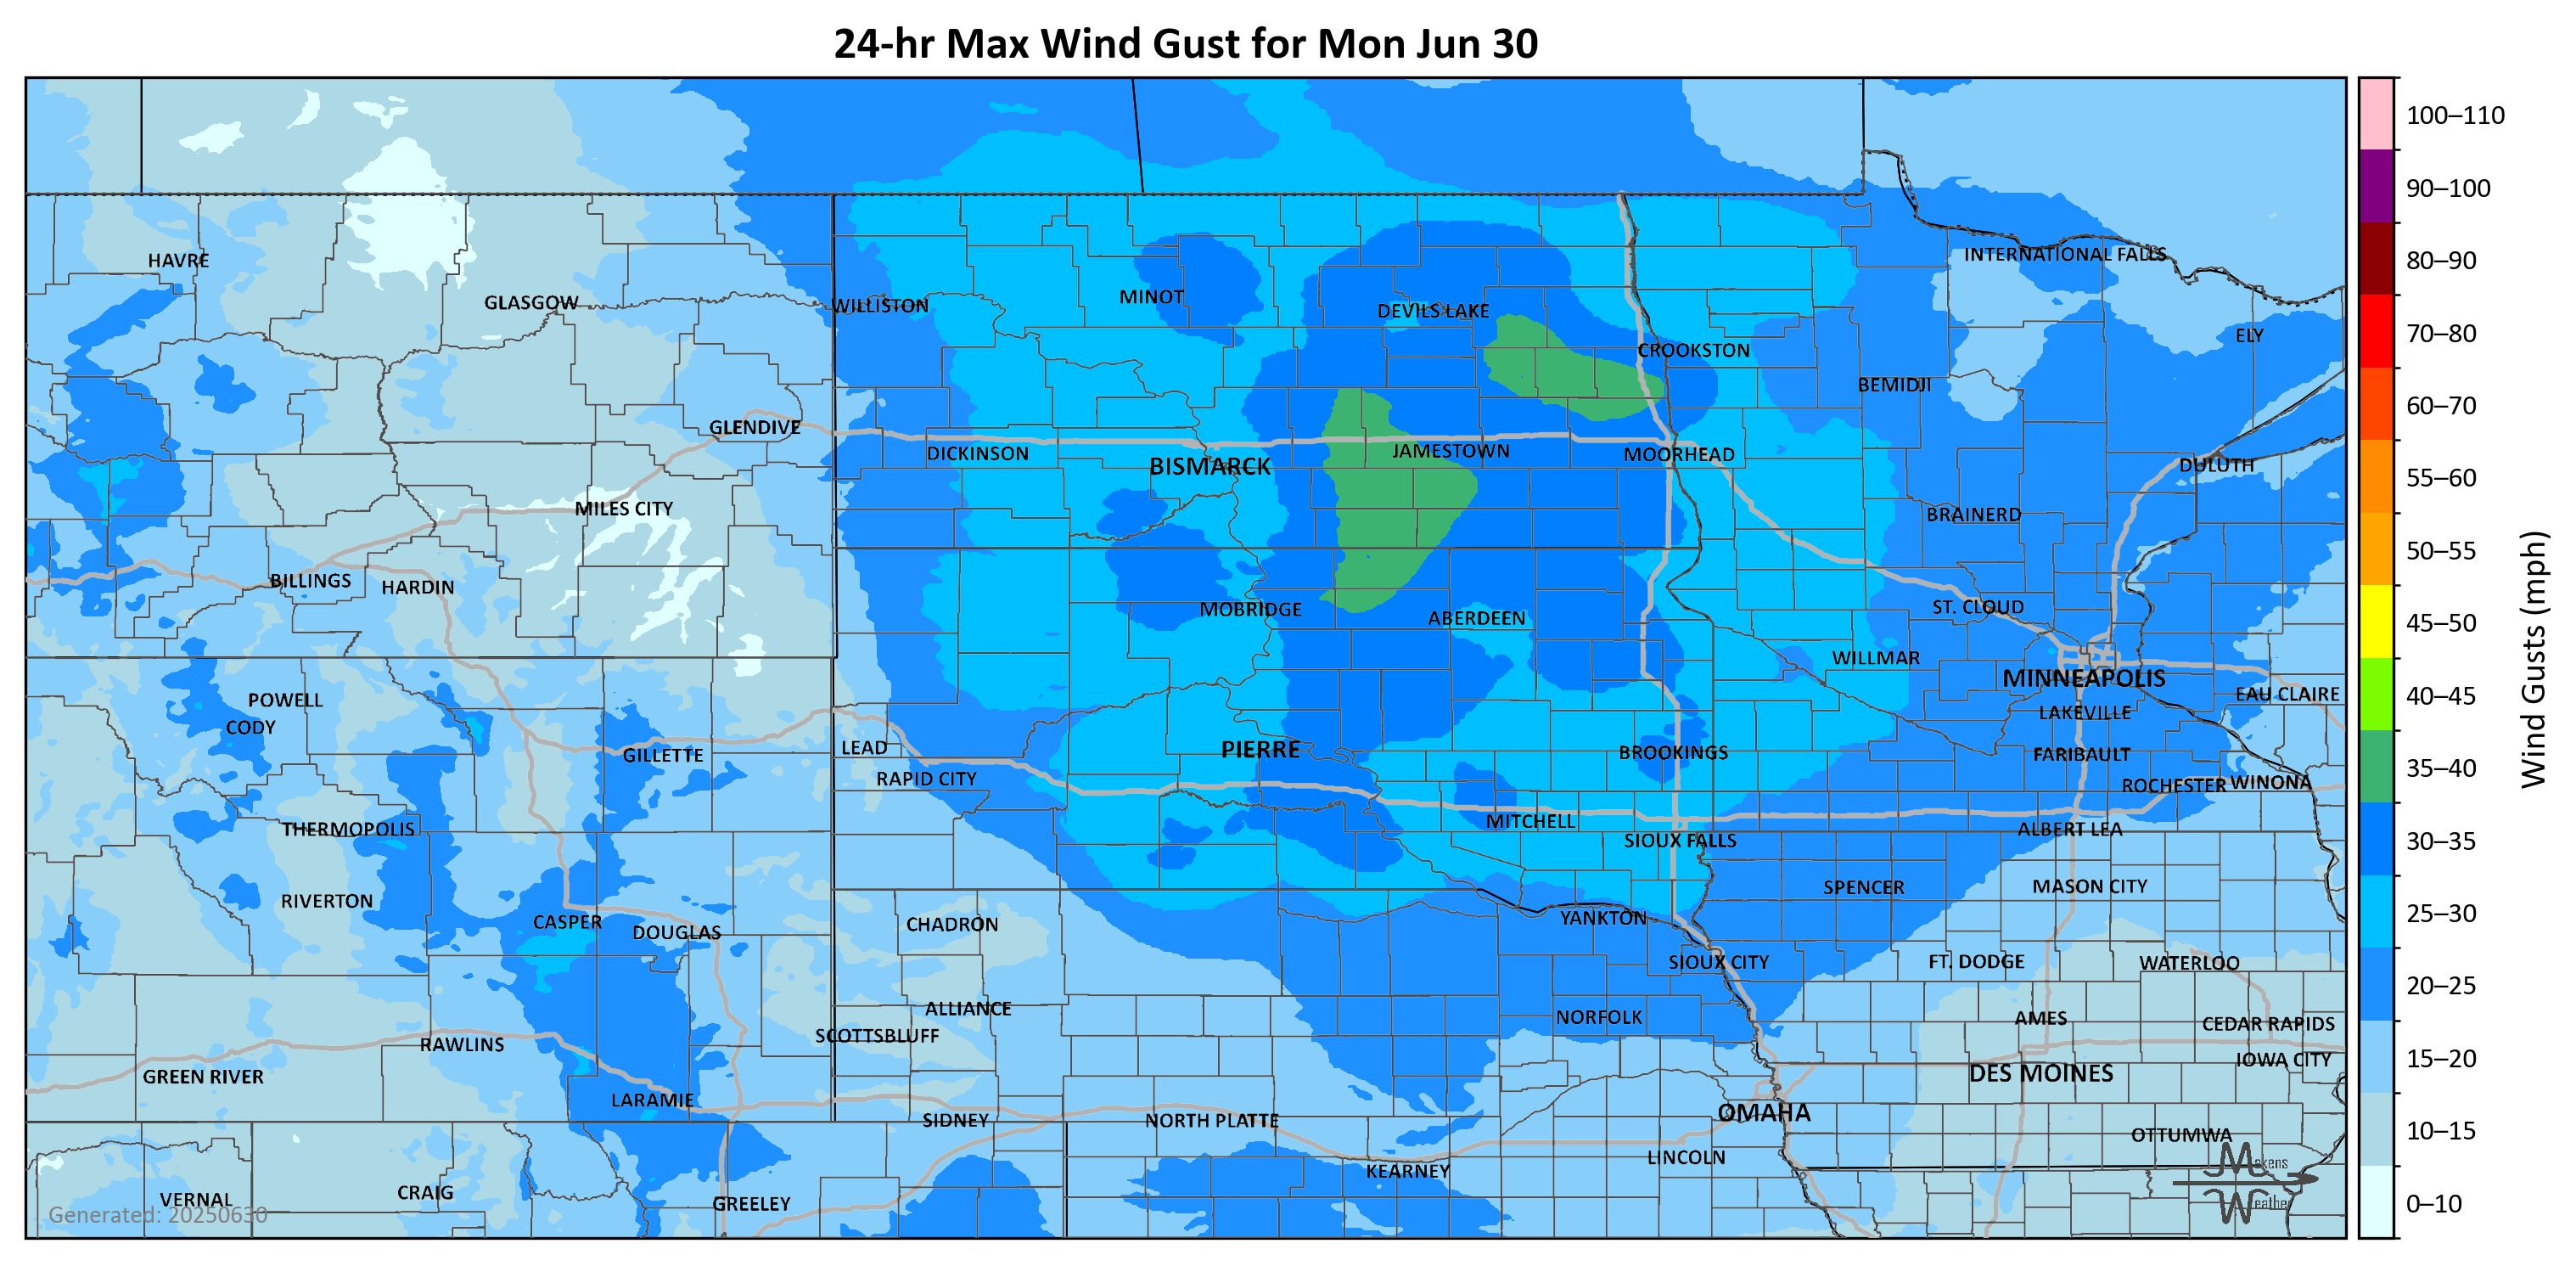 24-hr Max Wind Gust for Mon Jun 30
100–110
90–100
80–90
70–80
60–70
55–60
50–55
45–50
40–45
35–40
30–35
25–30
20–25
15–20
10–15
0–10
Wind Gusts (mph)
HAVRE
GLASGOW
WILLISTON
MINOT
DEVILS LAKE
INTERNATIONAL FALLS
ELY
CROOKSTON
BEMIDJI
GLENDIVE
DICKINSON
BISMARCK
JAMESTOWN
MOORHEAD
DULUTH
MILES CITY
BRAINERD
BILLINGS
HARDIN
MOBRIDGE
ABERDEEN
ST. CLOUD
WILLMAR
MINNEAPOLIS
EAU CLAIRE
POWELL
CODY
LAKEVILLE
GILLETTE
LEAD
PIERRE
BROOKINGS
FARIBAULT
RAPID CITY
ROCHESTER
WINONA
THERMOPOLIS
MITCHELL
SIOUX FALLS
ALBERT LEA
RIVERTON
SPENCER
MASON CITY
CASPER
DOUGLAS
CHADRON
YANKTON
SIOUX CITY
FT. DODGE
WATERLOO
ALLIANCE
NORFOLK
AMES
CEDAR RAPIDS
SCOTTSBLUFF
RAWLINS
IOWA CITY
GREEN RIVER
DES MOINES
LARAMIE
SIDNEY
NORTH PLATTE
OMAHA
OTTUMWA
KEARNEY
LINCOLN
VERNAL
CRAIG
GREELEY
Makens
Weather
Generated: 20250630